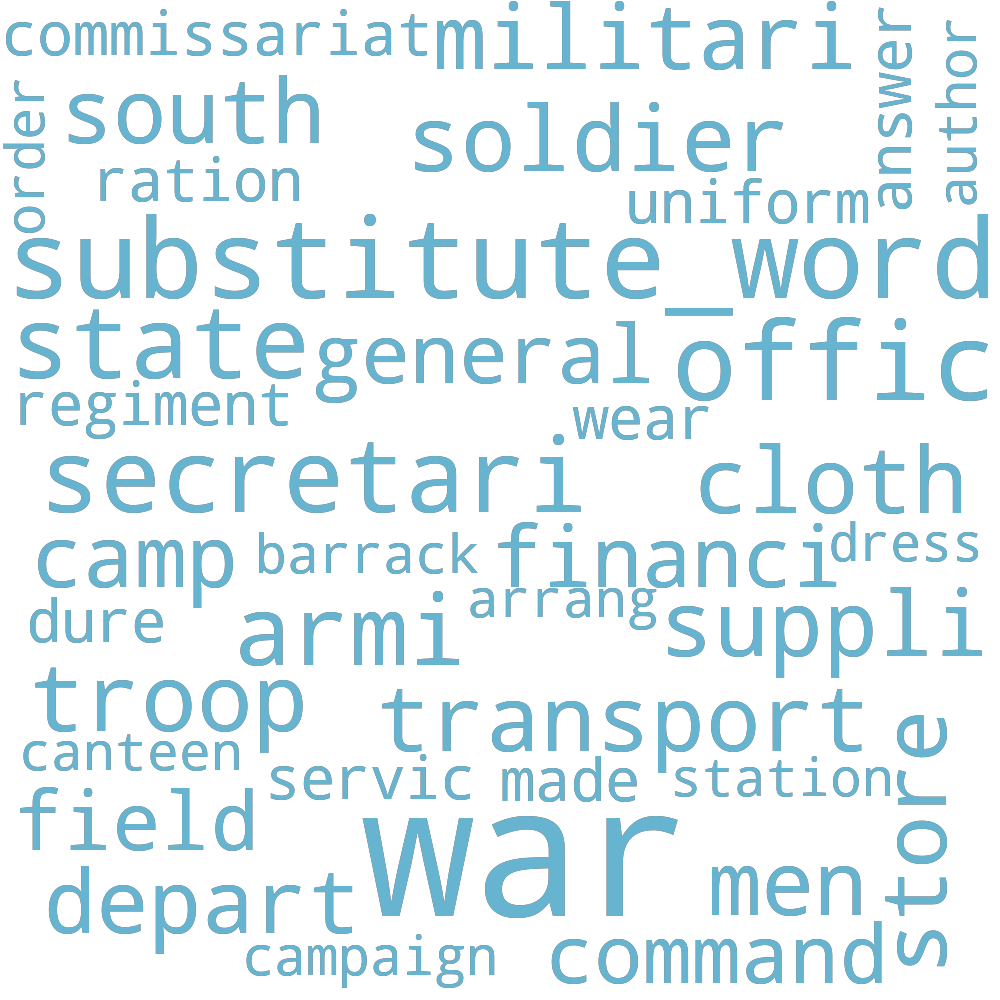 commissariat militari
answer
author
order
south
soldier
ration
uniform
substitute_word
state general offic
regiment
wear
secretari
cloth
camp
barrack
financi
dress
dure
armi
arrang
suppli
troop
transport
canteen
servic
made
station
store
field
war
men
depart
campaign
command